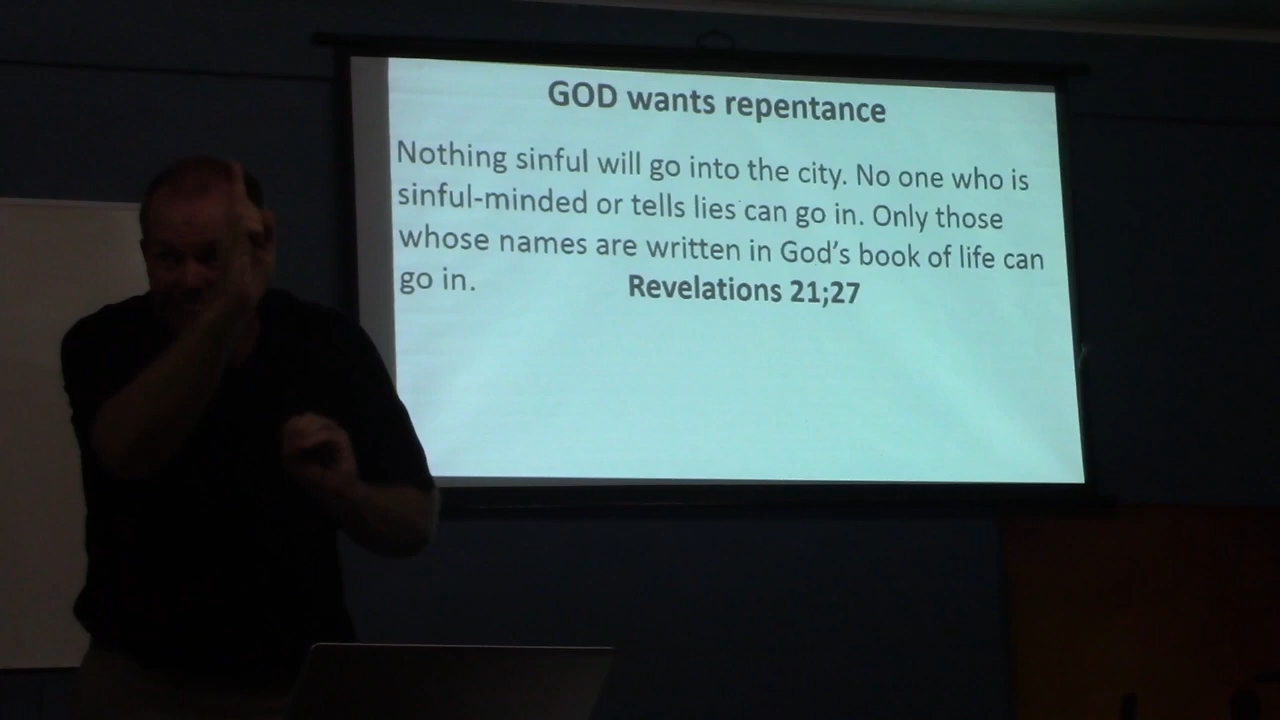 GOD wants repentance
Nothing sinful will go into the city. No one who is
sinful-minded or tells lies can go in. Only those
whose names are written in God's book of life can
go in. Revelations 21;27